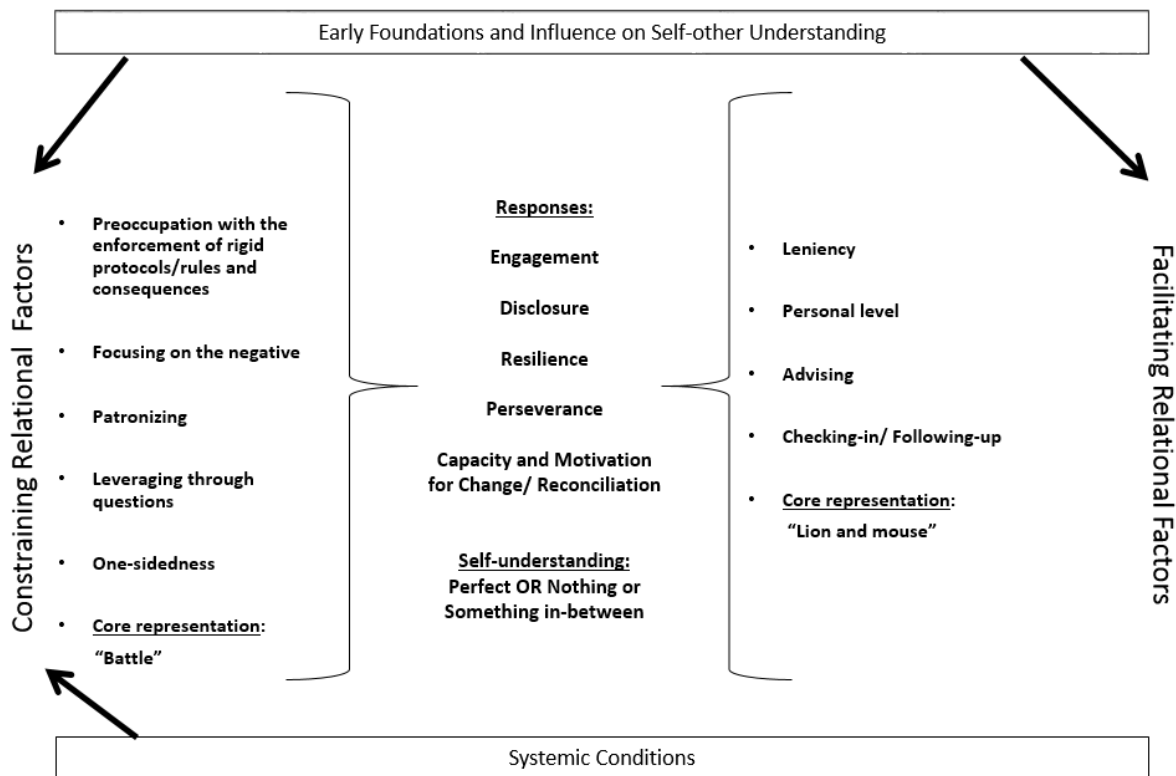 Early Foundations and Influence on Self-other Understanding
Constraining Relational Factors
• Preoccupation with the
enforcement of rigid
protocols/rules and
consequences
• Focusing on the negative
• Patronizing
• Leveraging through
questions
• One-sidedness
• Core representation:
“Battle”
Responses:
Engagement
Disclosure
Resilience
Perseverance
Capacity and Motivation
for Change/ Reconciliation
Self-understanding:
Perfect OR Nothing or
Something in-between
• Leniency
• Personal level
• Advising
• Checking-in/ Following-up
• Core representation:
“Lion and mouse”
Facilitating Relational Factors
Systemic Conditions